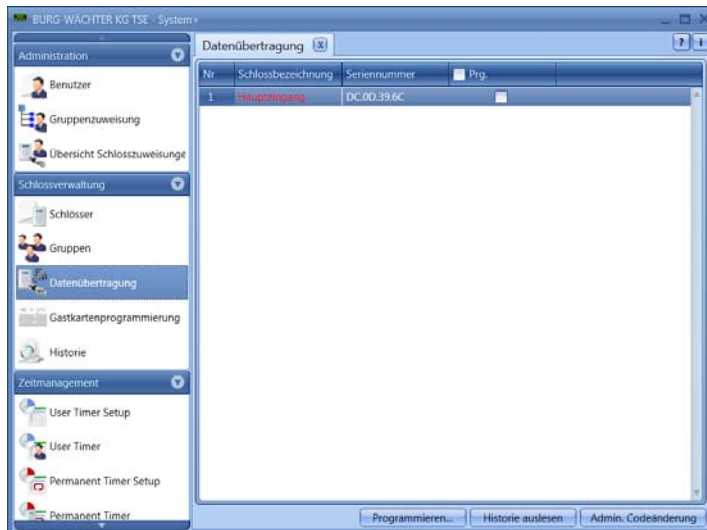 BURG-WÄCHTER KG TSE - System+
Administration
Benutzer
Gruppenzuweisung
Übersicht Schlosszuweisunge
Schlossverwaltung
Schlösser
Gruppen
Datenübertragung
Gastkartenprogrammierung
Historie
Zeitmanagement
User Timer Setup
User Timer
Permanent Timer Setup
Permanent Timer
Datenübertragung x
? i
Nr Schlossbezeichnung Seriennummer Prg.
1 Haupteingang DC.0D.39.6C
Programmieren... Historie auslesen Admin. Codeänderung